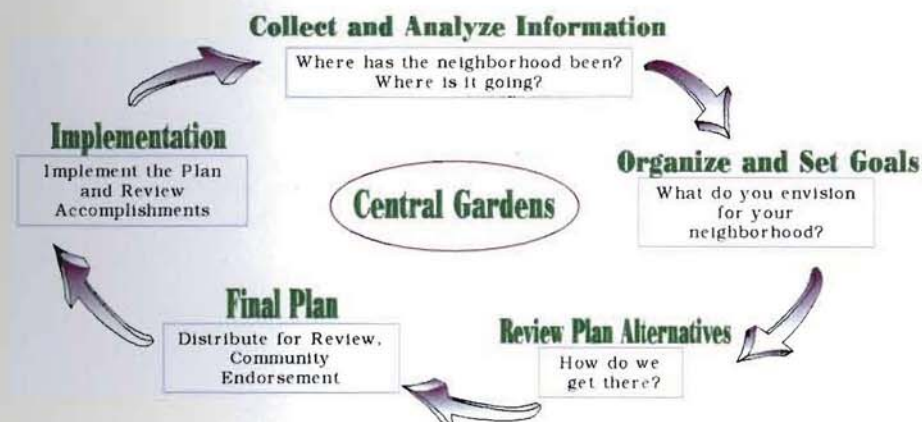 Collect and Analyze Information
Where has the neighborhood been?
Where is it going?
Organize and Set Goals
What do you envision
for your
neighborhood?
Review Plan Alternatives
How do we
get there?
Final Plan
Distribute for Review,
Community
Endorsement
Implementation
Implement the Plan
and Review
Accomplishments
Central Gardens